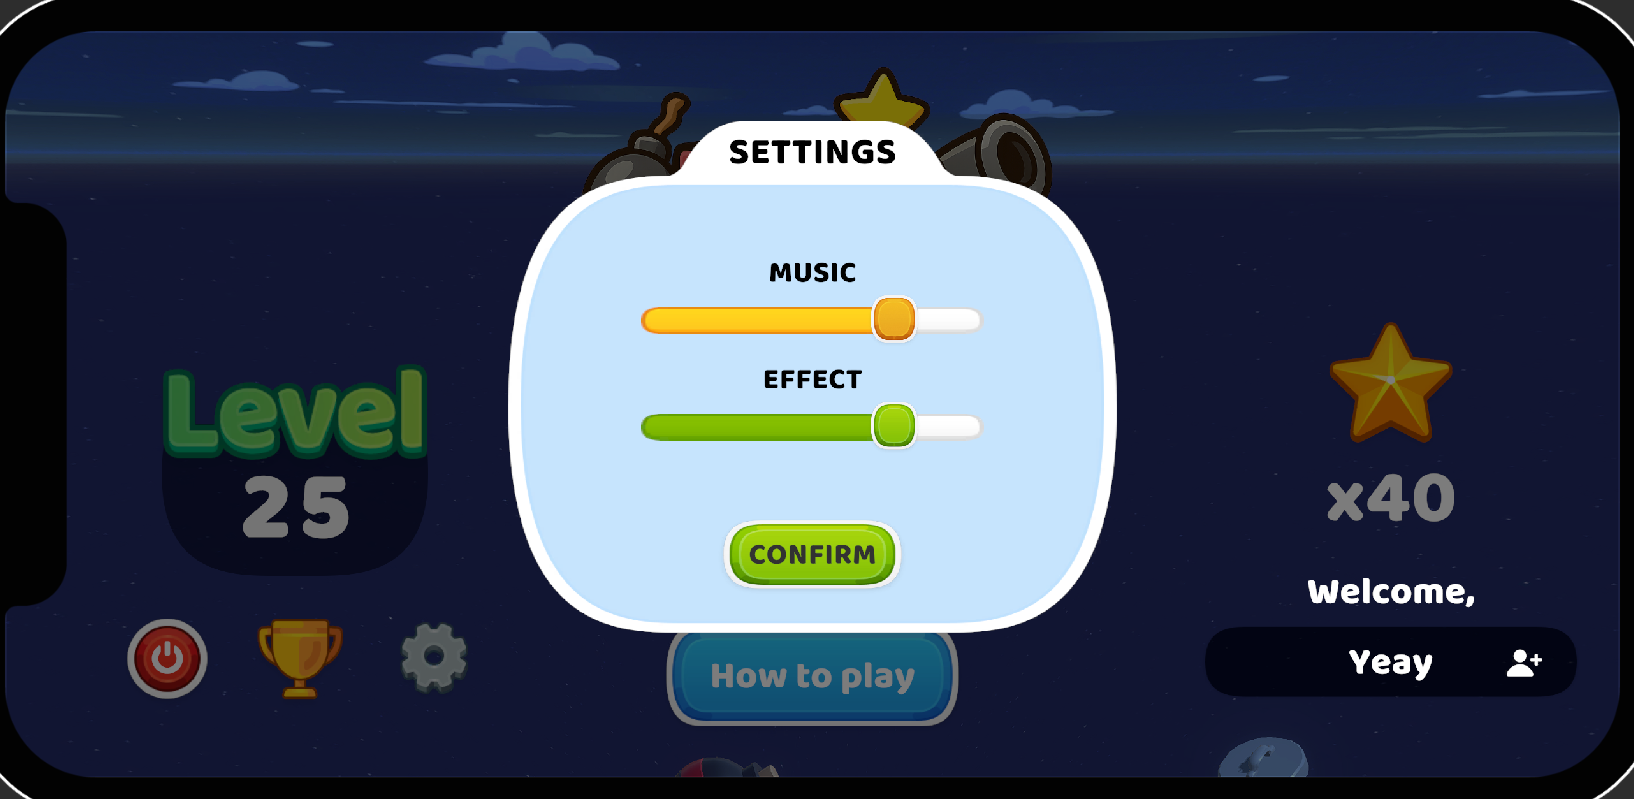 SETTINGS
MUSIC
EFFECT
CONFIRM
Level
25
x40
Welcome,
Yeay
How to play